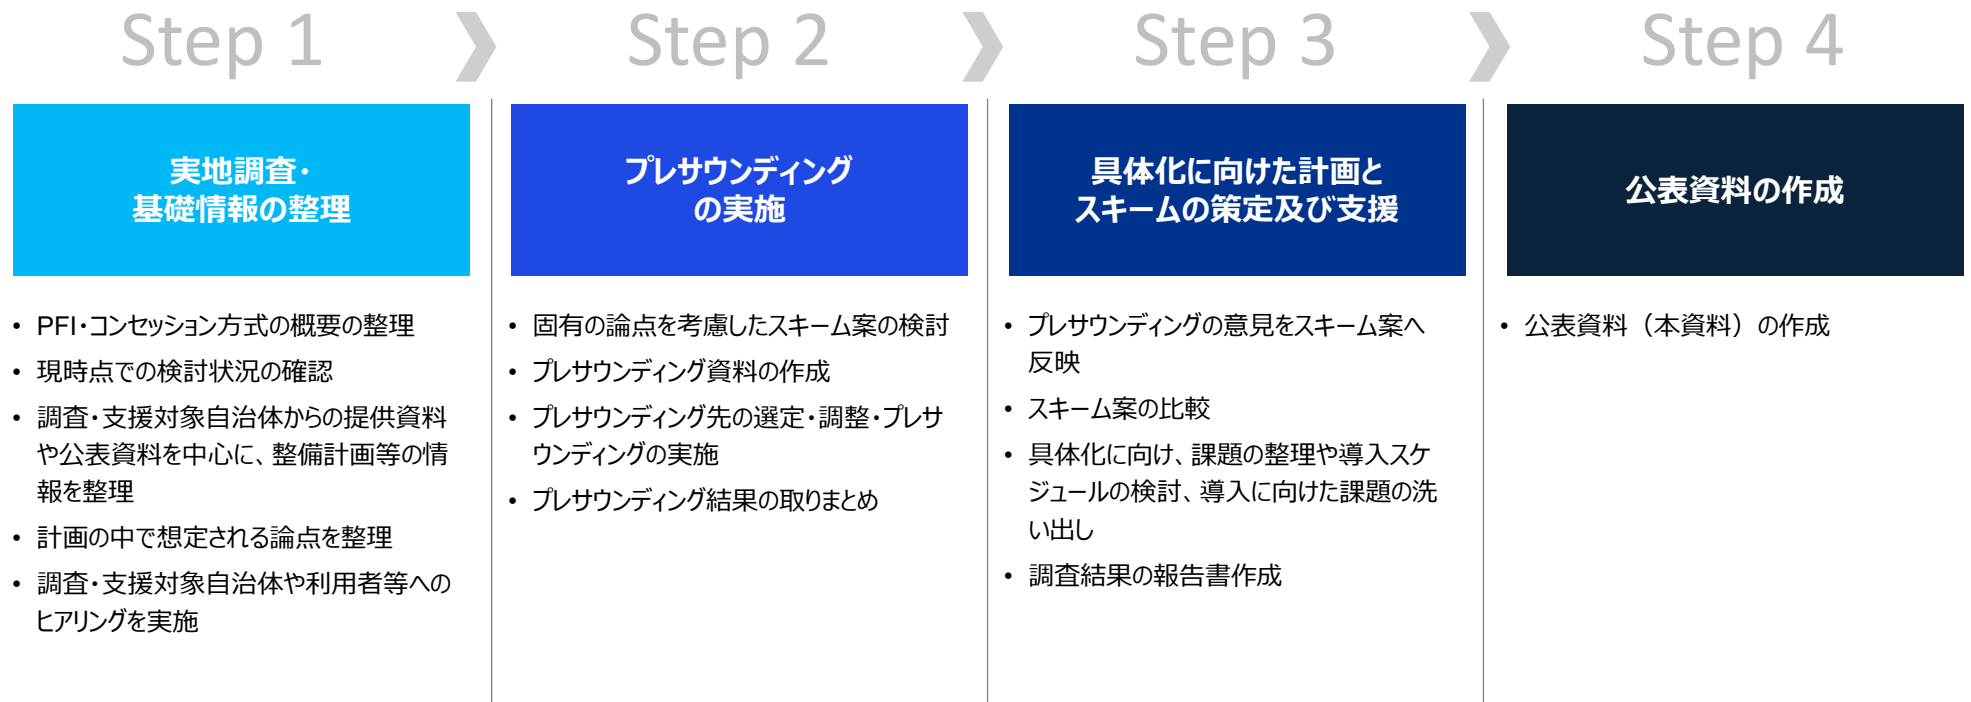 Step 1
Step 2
Step 3
Step 4
実地調査・
基礎情報の整理
プレサウンディング
の実施
具体化に向けた計画と
スキームの策定及び支援
公表資料の作成
• PFI・コンセッション方式の概要の整理
• 現時点での検討状況の確認
• 調査・支援対象自治体からの提供資料
や公表資料を中心に、整備計画等の情
報を整理
• 計画の中で想定される論点を整理
• 調査・支援対象自治体や利用者等への
ヒアリングを実施
• 固有の論点を考慮したスキーム案の検討
• プレサウンディング資料の作成
• プレサウンディング先の選定・調整・プレサ
ウンディングの実施
• プレサウンディング結果の取りまとめ
• プレサウンディングの意見をスキーム案へ
反映
• スキーム案の比較
• 具体化に向け、課題の整理や導入スケ
ジュールの検討、導入に向けた課題の洗
い出し
• 調査結果の報告書作成
• 公表資料（本資料）の作成